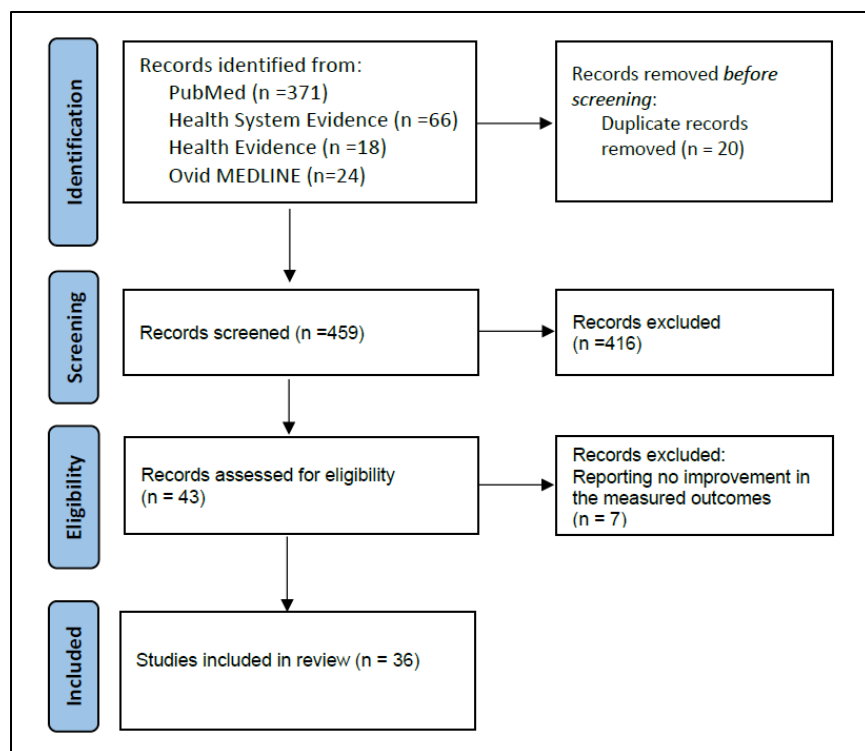 Identification
Records identified from:
PubMed (n =371)
Health System Evidence (n =66)
Health Evidence (n =18)
Ovid MEDLINE (n=24)
Records removed before
screening:
Duplicate records
removed (n = 20)
Screening
Records screened (n =459)
Records excluded
(n =416)
Eligibility
Records assessed for eligibility
(n = 43)
Records excluded:
Reporting no improvement in
the measured outcomes
(n = 7)
Included
Studies included in review (n = 36)